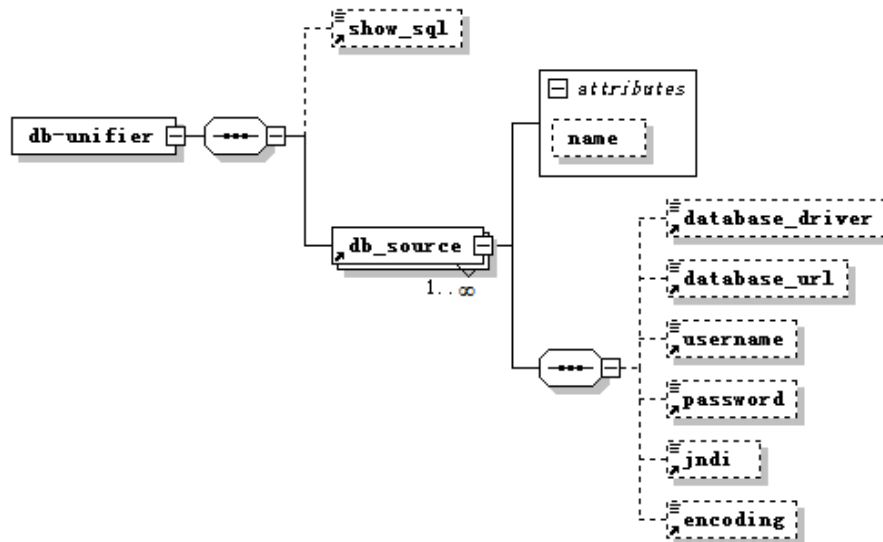 show_sql
attributes
name
db-unifier
db_source
1..∞
database_driver
database_url
username
password
jndi
encoding